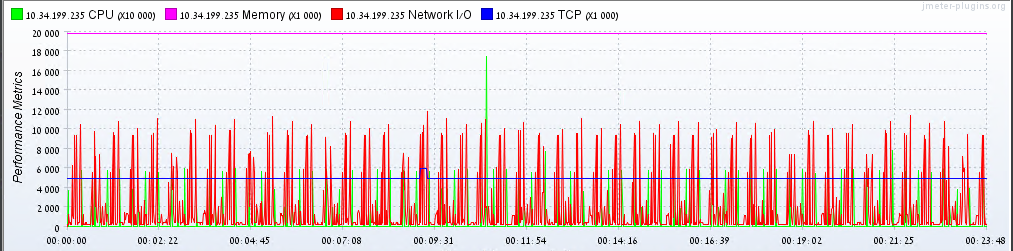 jmeter-plugins.org
10.34.199.235 CPU (X10 000) 10.34.199.235 Memory (X1 000) 10.34.199.235 Network I/O 10.34.199.235 TCP (X1 000)
Performance Metrics
20 000
18 000
16 000
14 000
12 000
10 000
8 000
6 000
4 000
2 000
0
00:00:00 00:02:22 00:04:45 00:07:08 00:09:31 00:11:54 00:14:16 00:16:39 00:19:02 00:21:25 00:23:48